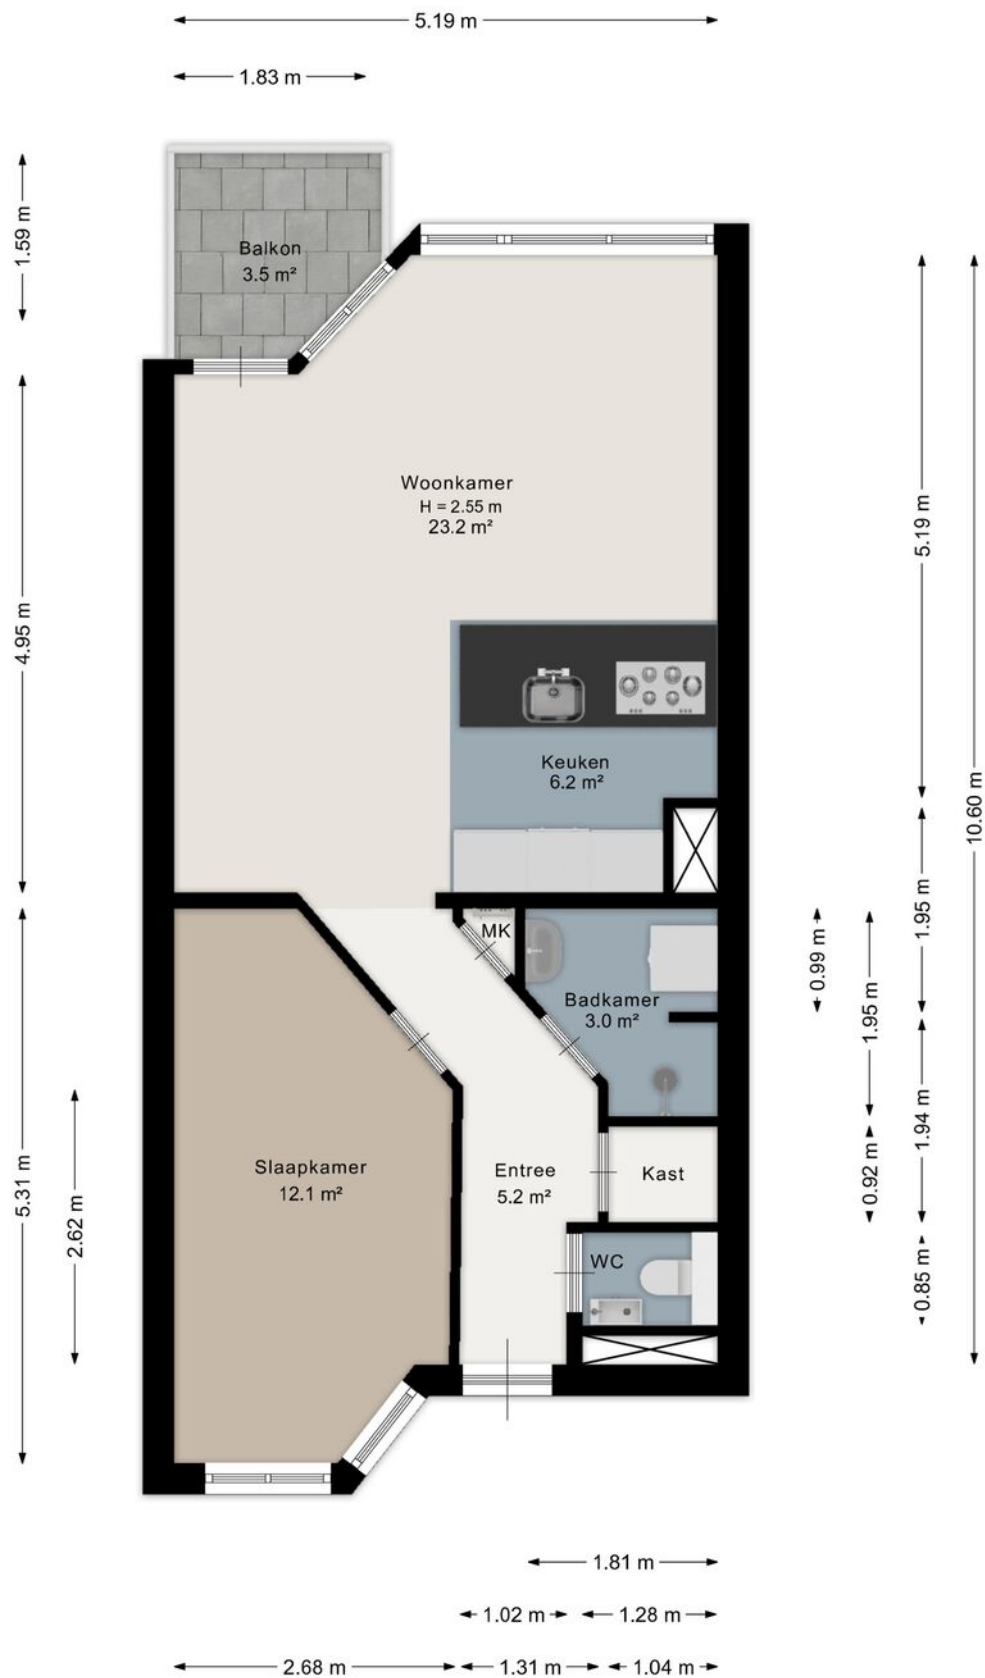 5.19 m
1.83 m
1.59 m
Balkon
3.5 m²
Woonkamer
H = 2.55 m
23.2 m²
5.19 m
4.95 m
Keuken
6.2 m²
10.60 m
MK
Badkamer
3.0 m²
0.99 m
1.95 m
1.95 m
Slaapkamer
12.1 m²
Entree
5.2 m²
Kast
0.92 m
1.94 m
5.31 m
2.62 m
WC
0.85 m
1.81 m
1.02 m
1.28 m
2.68 m
1.31 m
1.04 m